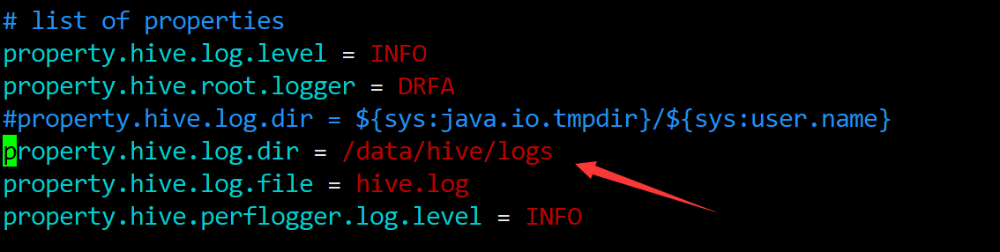 # list of properties
property.hive.log.level = INFO
property.hive.root.logger = DRFA
#property.hive.log.dir = ${sys:java.io.tmpdir}/${sys:user.name}
property.hive.log.dir = /data/hive/logs
property.hive.log.file = hive.log
property.hive.perflogger.log.level = INFO